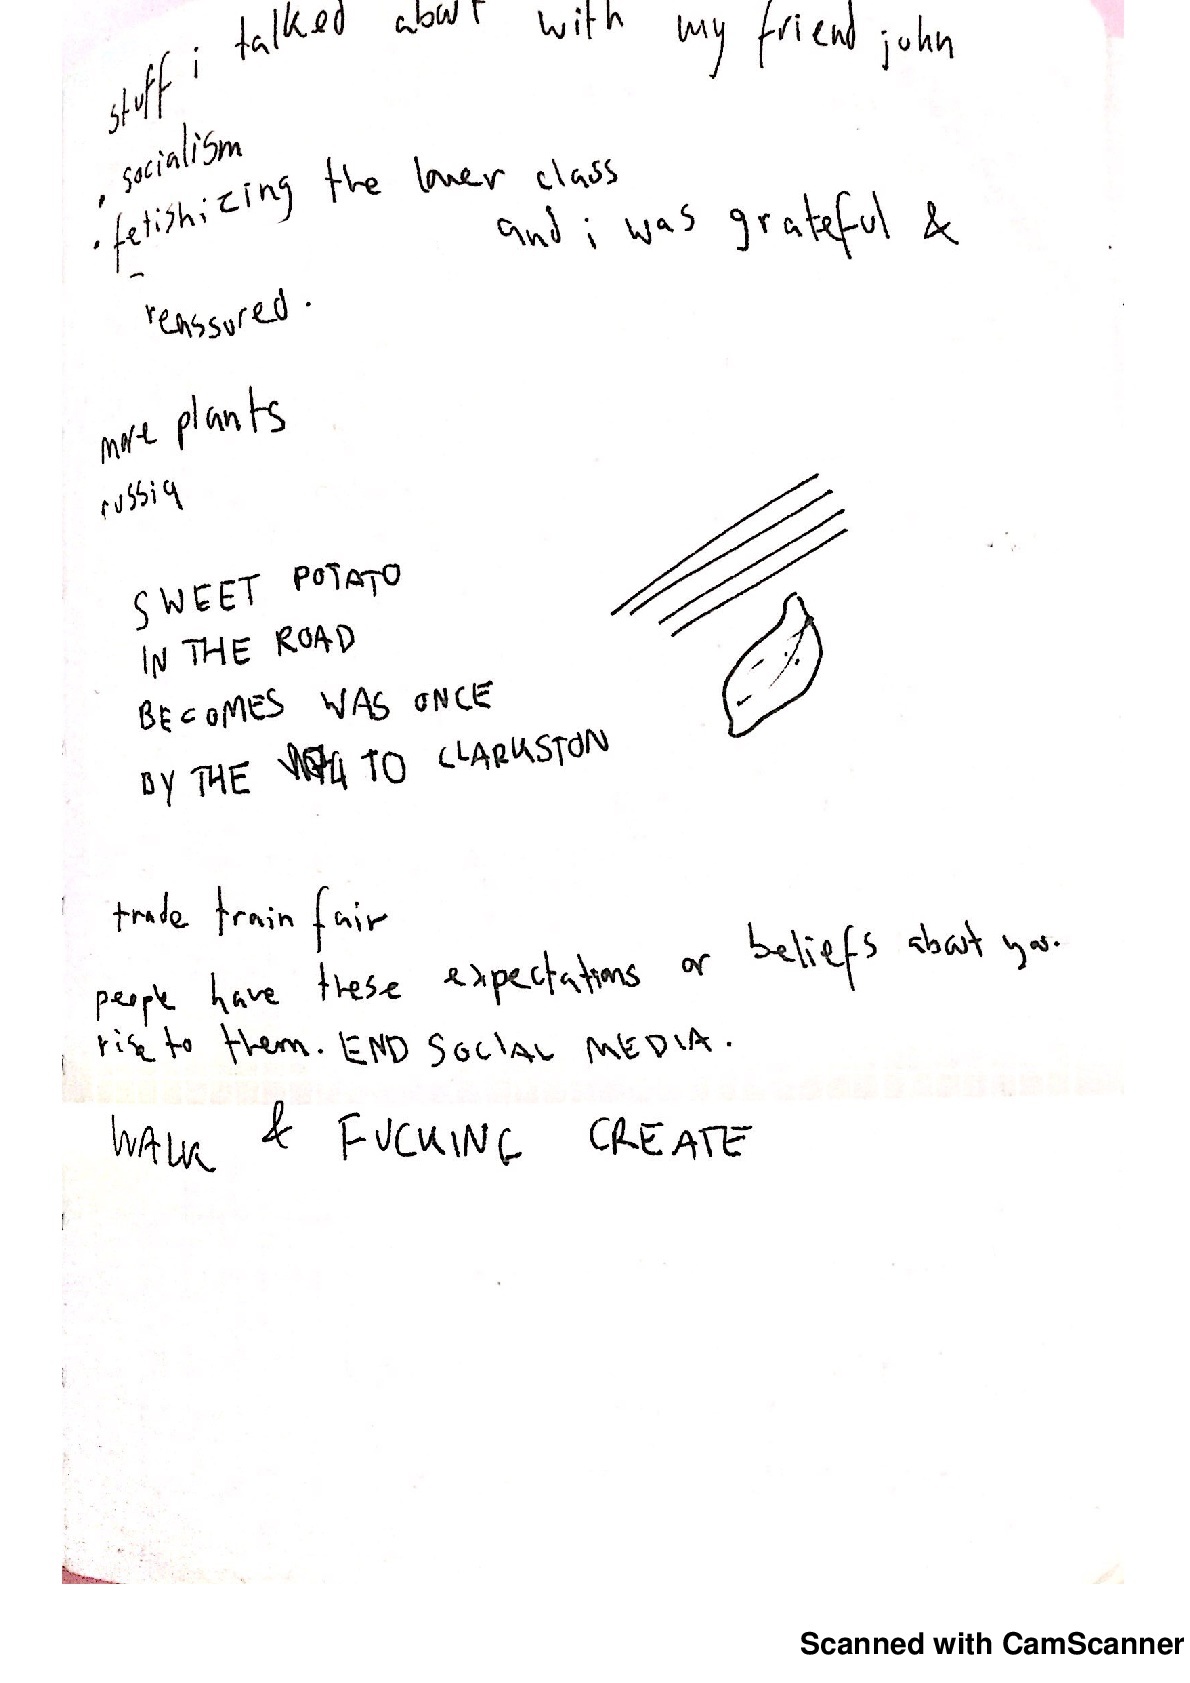 stuff i talked about with my friend john
• socialism
• fetishizing the lower class
and i was grateful &
reassured.
more plants
russia
SWEET POTATO
IN THE ROAD
BECOMES WAS ONCE
BY THE TO CLARKSTON
trade train fair
people have these expectations or beliefs about you.
rise to them. END SOCIAL MEDIA.
WALK & FUCKING CREATE
Scanned with CamScanner